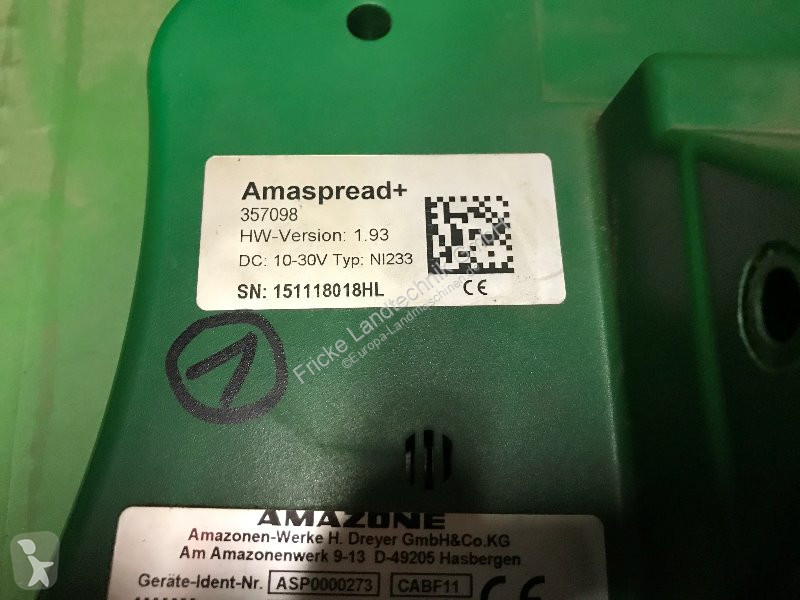 Amaspread+
357098
HW-Version: 1.93
DC: 10-30V Typ: NI233
SN: 151118018HL
CE
1
Fricke Landtechnik GmbH
©Europa-Landmaschinen
AMAZONE
Amazonen-Werke H. Dreyer GmbH&Co.KG
Am Amazonenwerk 9-13 D-49205 Hasbergen
Geräte-Ident-Nr. ASP0000273 CABF11